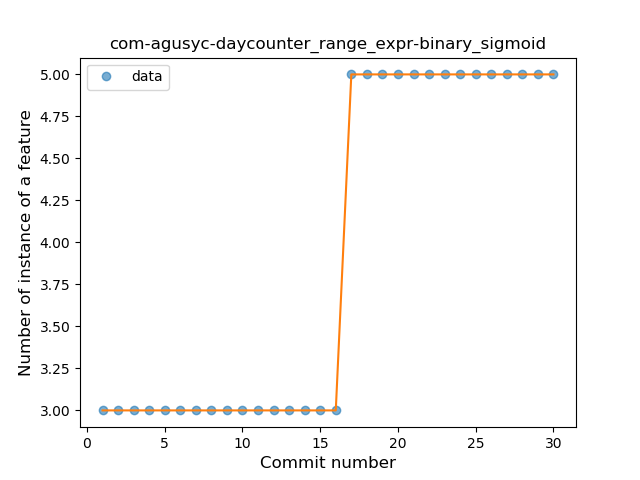 com-agusyc-daycounter_range_expr-binary_sigmoid
data
Number of instance of a feature
5.00
4.75
4.50
4.25
4.00
3.75
3.50
3.25
3.00
0 5 10 15 20 25 30
Commit number